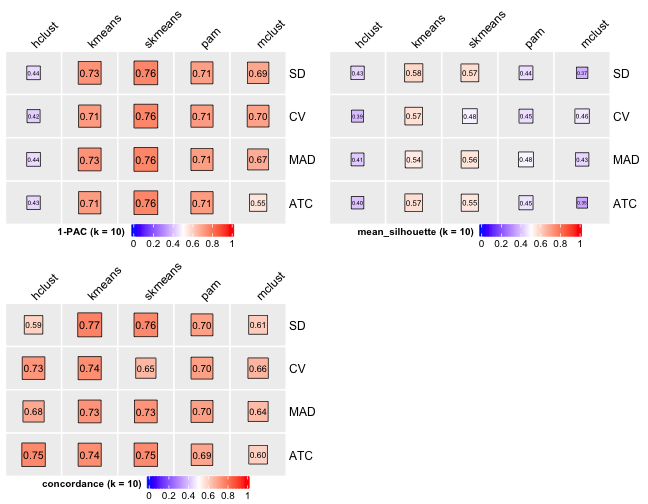 hclust kmeans skmeans pam mclust
0.44 0.73 0.76 0.71 0.69 SD
0.42 0.71 0.76 0.71 0.70 CV
0.44 0.73 0.76 0.71 0.67 MAD
0.43 0.71 0.76 0.71 0.55 ATC
1-PAC (k = 10) 0 0.2 0.4 0.6 0.8 1
hclust kmeans skmeans pam mclust
0.43 0.58 0.57 0.44 0.37 SD
0.39 0.57 0.48 0.45 0.46 CV
0.41 0.54 0.56 0.48 0.43 MAD
0.40 0.57 0.55 0.45 0.35 ATC
mean_silhouette (k = 10) 0 0.2 0.4 0.6 0.8 1
hclust kmeans skmeans pam mclust
0.59 0.77 0.76 0.70 0.61 SD
0.73 0.74 0.65 0.70 0.66 CV
0.68 0.73 0.73 0.70 0.64 MAD
0.75 0.74 0.75 0.69 0.60 ATC
concordance (k = 10) 0 0.2 0.4 0.6 0.8 1